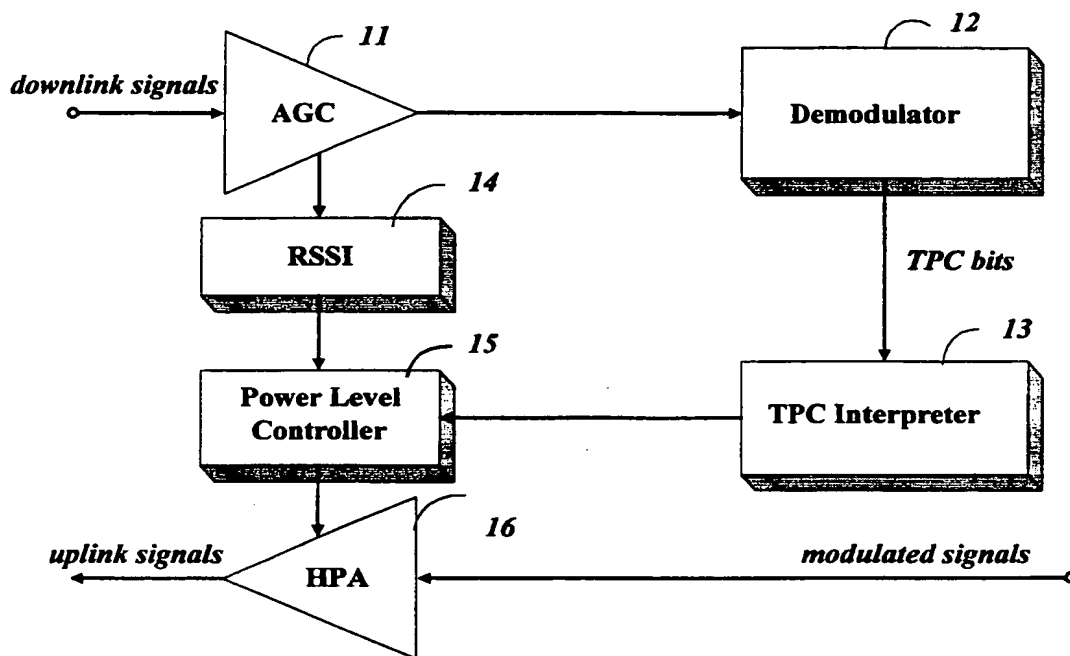 11
12
downlink signals
AGC
Demodulator
14
RSSI
TPC bits
15
13
Power Level
Controller
TPC Interpreter
16
uplink signals
HPA
modulated signals